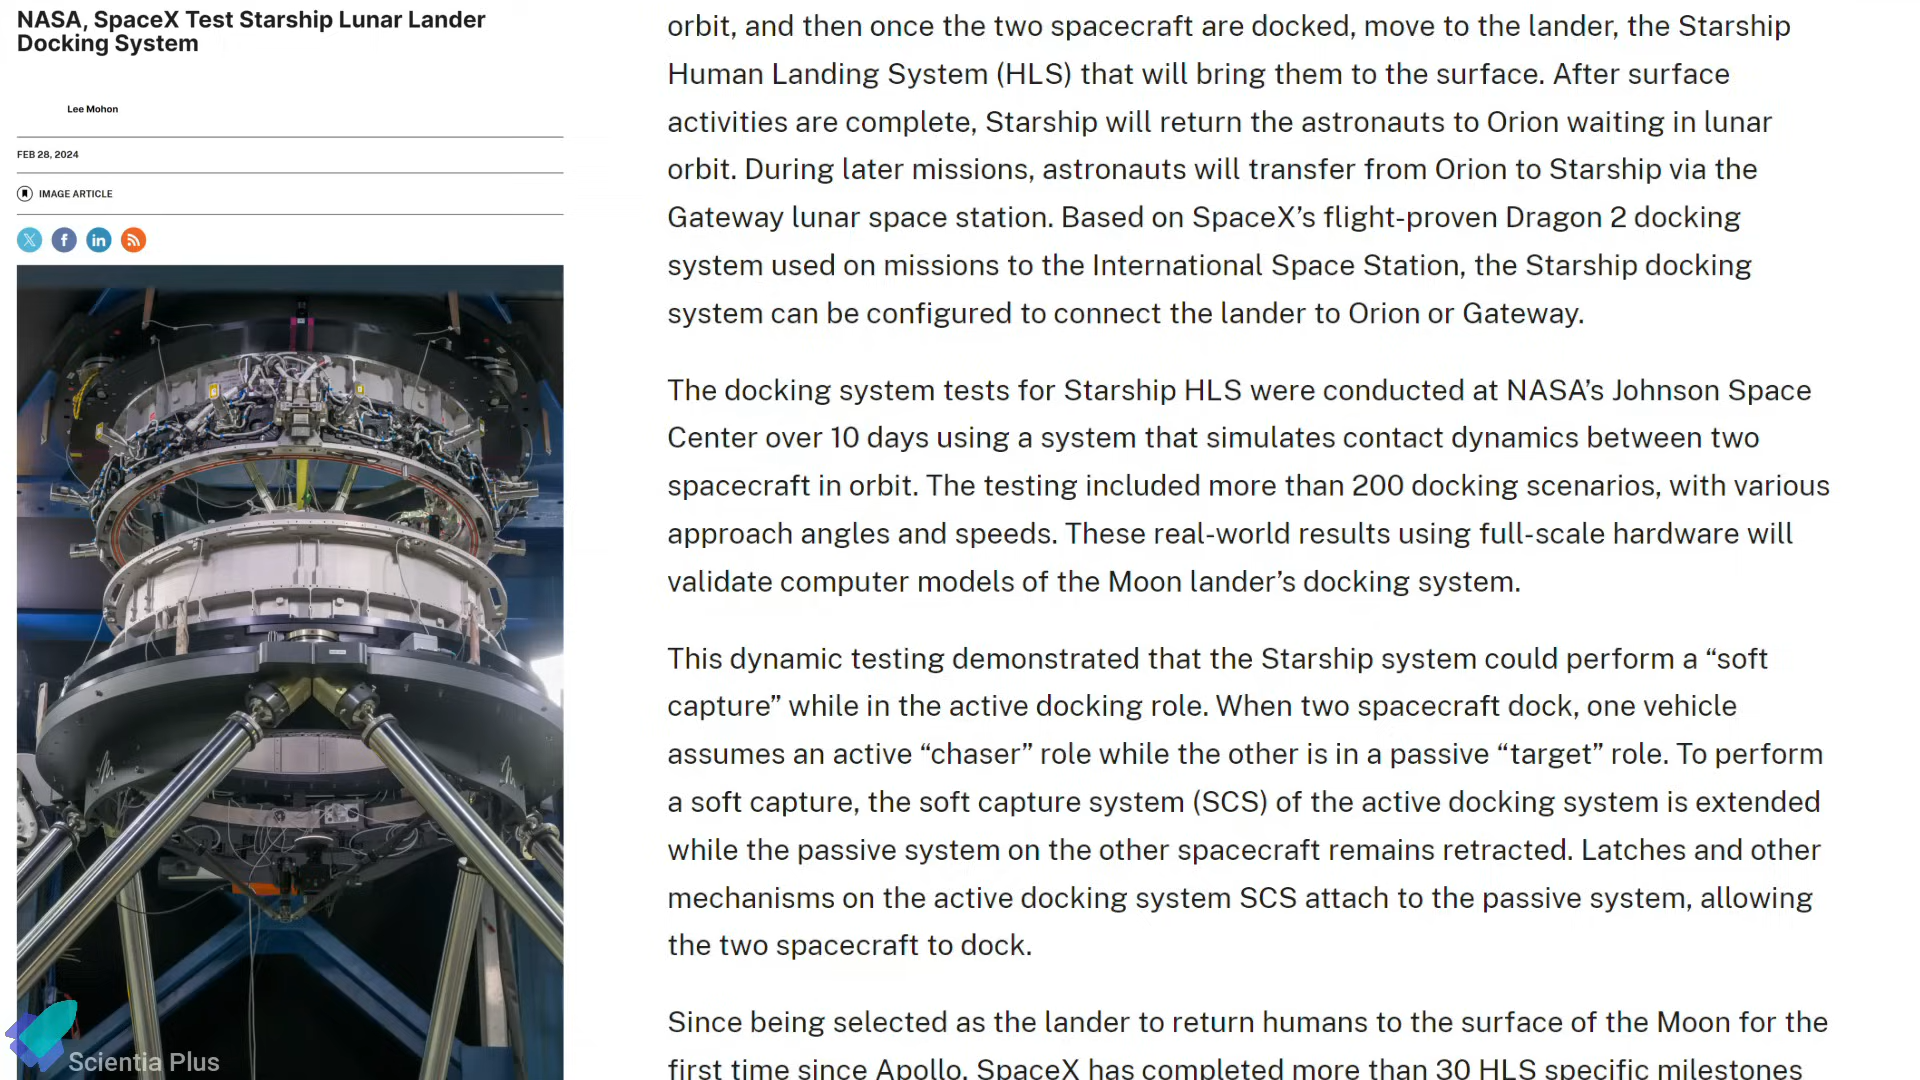 NASA, SpaceX Test Starship Lunar Lander
Docking System
Lee Mohon
FEB 28, 2024
IMAGE ARTICLE
orbit, and then once the two spacecraft are docked, move to the lander, the Starship
Human Landing System (HLS) that will bring them to the surface. After surface
activities are complete, Starship will return the astronauts to Orion waiting in lunar
orbit. During later missions, astronauts will transfer from Orion to Starship via the
Gateway lunar space station. Based on SpaceX’s flight-proven Dragon 2 docking
system used on missions to the International Space Station, the Starship docking
system can be configured to connect the lander to Orion or Gateway.
The docking system tests for Starship HLS were conducted at NASA’s Johnson Space
Center over 10 days using a system that simulates contact dynamics between two
spacecraft in orbit. The testing included more than 200 docking scenarios, with various
approach angles and speeds. These real-world results using full-scale hardware will
validate computer models of the Moon lander’s docking system.
This dynamic testing demonstrated that the Starship system could perform a “soft
capture” while in the active docking role. When two spacecraft dock, one vehicle
assumes an active “chaser” role while the other is in a passive “target” role. To perform
a soft capture, the soft capture system (SCS) of the active docking system is extended
while the passive system on the other spacecraft remains retracted. Latches and other
mechanisms on the active docking system SCS attach to the passive system, allowing
the two spacecraft to dock.
Since being selected as the lander to return humans to the surface of the Moon for the
first time since Apollo, SpaceX has completed more than 30 HLS specific milestones
Scientia Plus